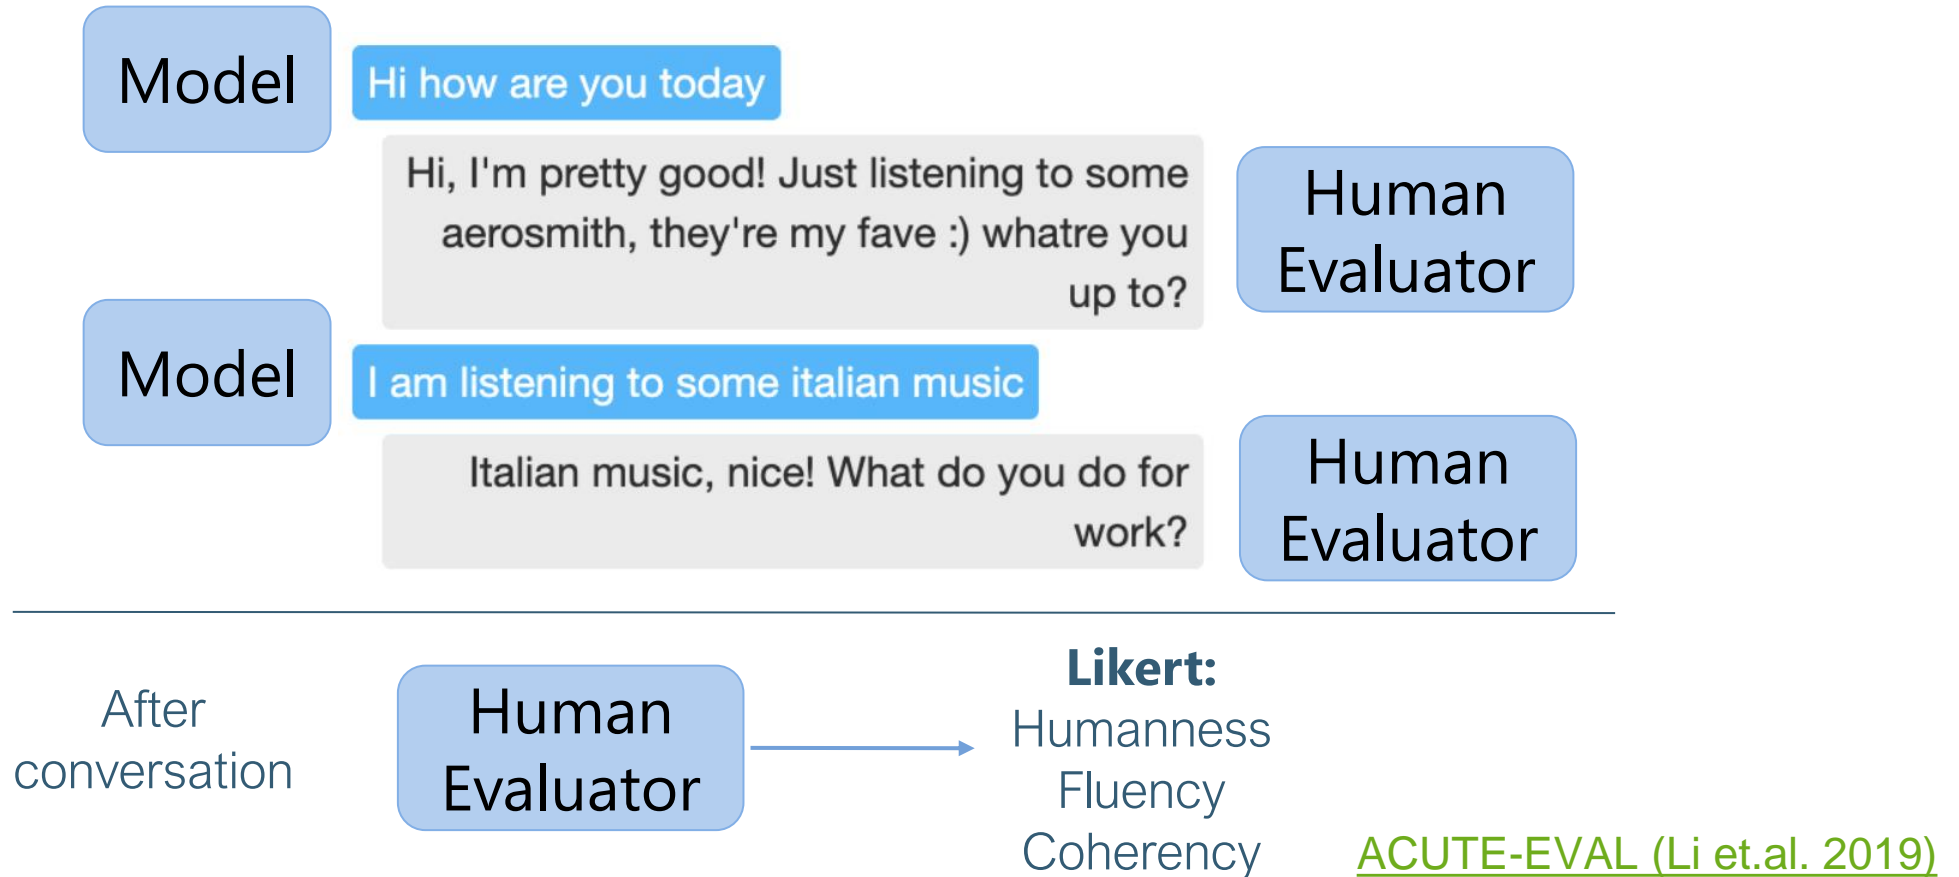 Model
Hi how are you today
Hi, I'm pretty good! Just listening to some
aerosmith, they're my fave :) whatre you
up to?
Human
Evaluator
Model
I am listening to some italian music
Italian music, nice! What do you do for
work?
Human
Evaluator
After
conversation
Human
Evaluator
Likert:
Humanness
Fluency
Coherency
ACUTE-EVAL (Li et.al. 2019)